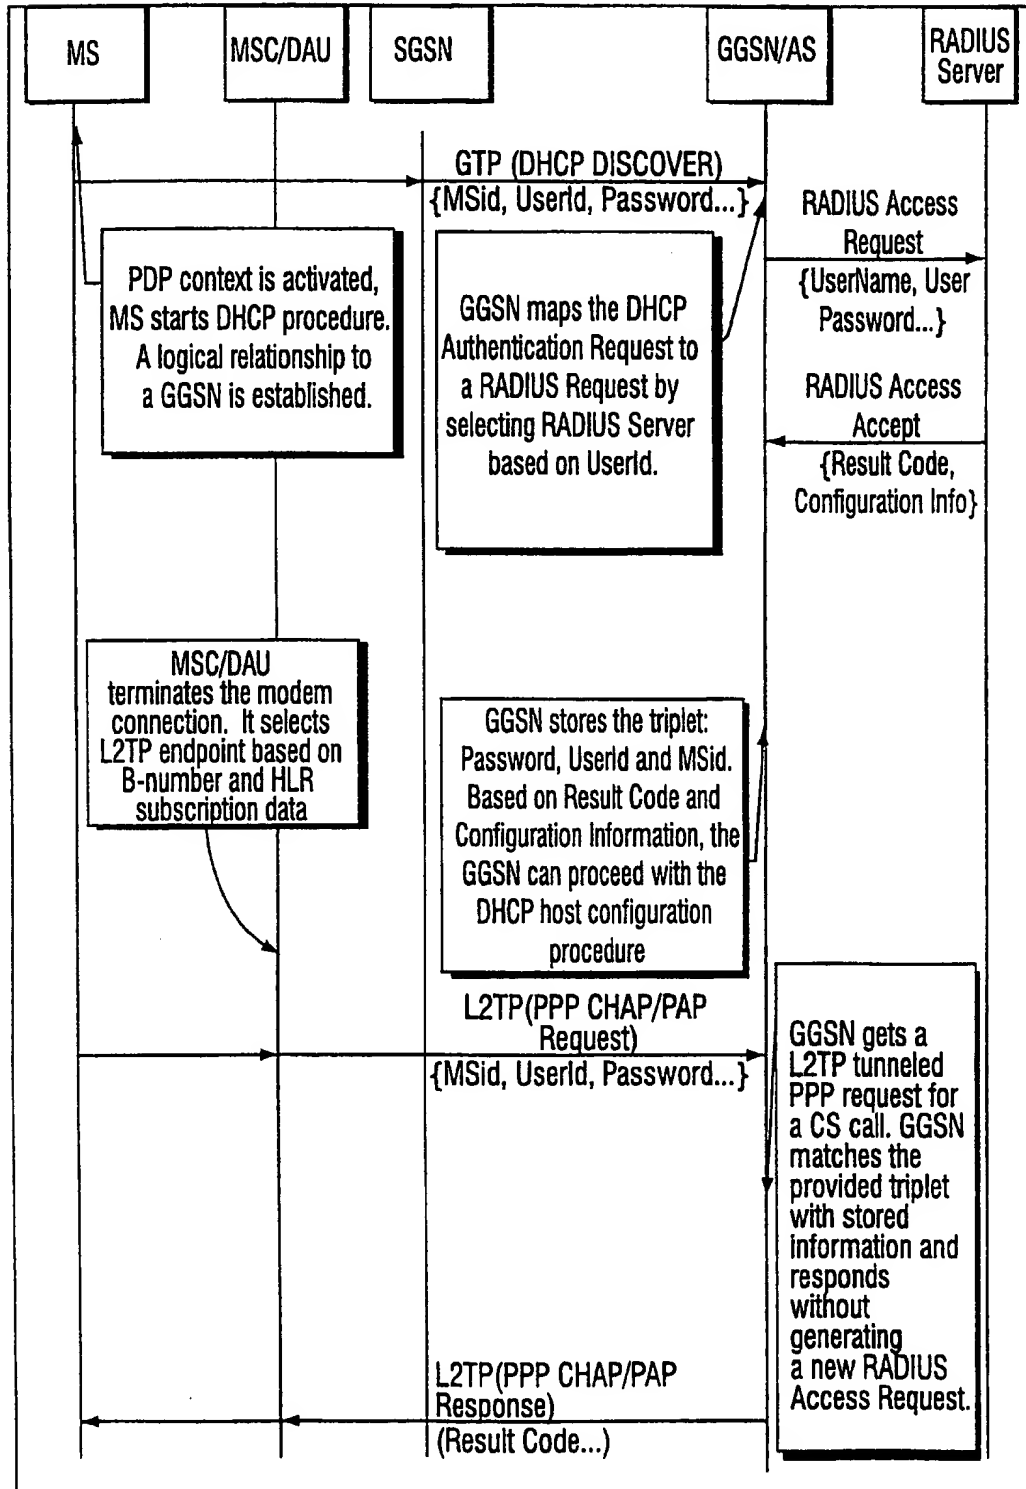 MS
MSC/DAU
SGSN
GGSN/AS
RADIUS
Server
GTP (DHCP DISCOVER)
{MSid, UserId, Password...}
RADIUS Access
Request
{UserName, User
Password...}
PDP context is activated,
MS starts DHCP procedure.
A logical relationship to
a GGSN is established.
GGSN maps the DHCP
Authentication Request to
a RADIUS Request by
selecting RADIUS Server
based on UserId.
RADIUS Access
Accept
{Result Code,
Configuration Info}
MSC/DAU
terminates the modem
connection. It selects
L2TP endpoint based on
B-number and HLR
subscription data
GGSN stores the triplet:
Password, UserId and MSid.
Based on Result Code and
Configuration Information, the
GGSN can proceed with the
DHCP host configuration
procedure
L2TP(PPP CHAP/PAP
Request)
{MSid, UserId, Password...}
GGSN gets a
L2TP tunneled
PPP request for
a CS call. GGSN
matches the
provided triplet
with stored
information and
responds
without
generating
a new RADIUS
Access Request.
L2TP(PPP CHAP/PAP
Response)
(Result Code...)